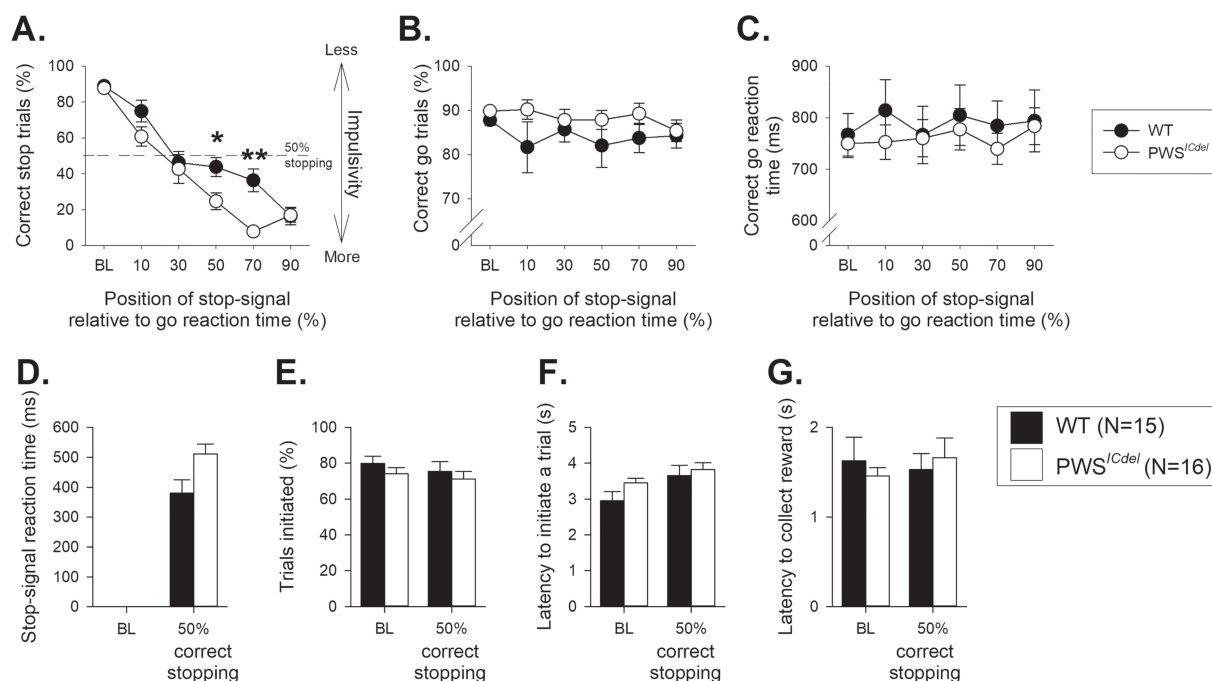 A.
Correct stop trials (%)
100
80
60
40
20
0
BL 10 30 50 70 90
Position of stop-signal
relative to go reaction time (%)
*
**
50%
stopping
Less
Impulsivity
More
B.
Correct go trials (%)
100
90
80
70
0
BL 10 30 50 70 90
Position of stop-signal
relative to go reaction time (%)
C.
Correct go reaction
time (ms)
900
800
700
600
0
BL 10 30 50 70 90
Position of stop-signal
relative to go reaction time (%)
WT
PWS ICdel
D.
Stop-signal reaction time (ms)
600
500
400
300
200
100
0
BL 50%
correct
stopping
E.
Trials initiated (%)
100
80
60
40
20
0
BL 50%
correct
stopping
F.
Latency to initiate a trial (s)
5
4
3
2
1
0
BL 50%
correct
stopping
G.
Latency to collect reward (s)
2
1
0
BL 50%
correct
stopping
WT (N=15)
PWS ICdel (N=16)